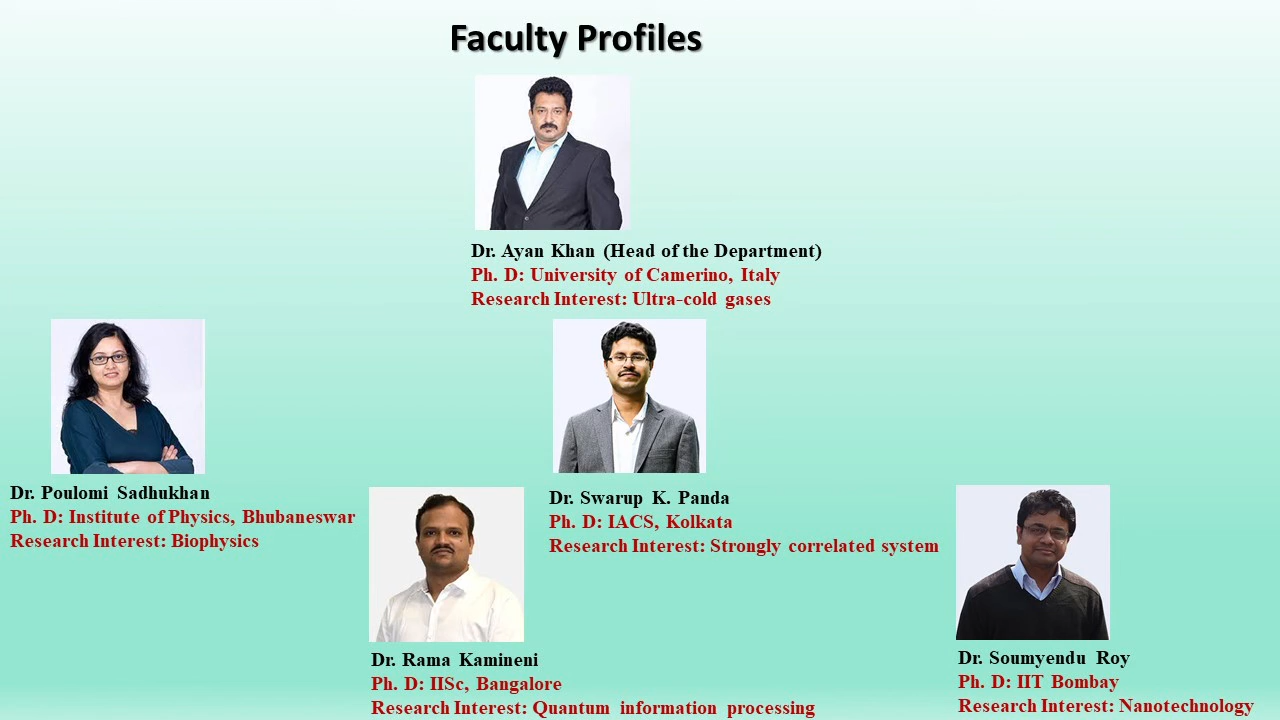 Faculty Profiles
Dr. Ayan Khan (Head of the Department)
Ph. D: University of Camerino, Italy
Research Interest: Ultra-cold gases
Dr. Poulomi Sadhukhan
Ph. D: Institute of Physics, Bhubaneswar
Research Interest: Biophysics
Dr. Swarup K. Panda
Ph. D: IACS, Kolkata
Research Interest: Strongly correlated system
Dr. Rama Kamineni
Ph. D: IISc, Bangalore
Research Interest: Quantum information processing
Dr. Soumyendu Roy
Ph. D: IIT Bombay
Research Interest: Nanotechnology